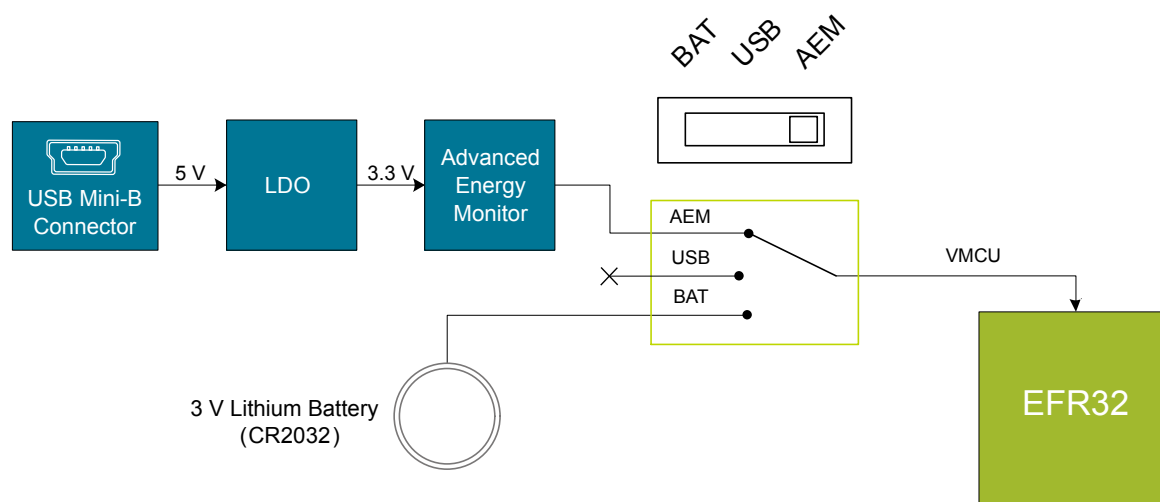 BAT
USB
AEM
USB Mini-B
Connector
5 V
LDO
3.3 V
Advanced
Energy
Monitor
AEM
USB
BAT
VMCU
3 V Lithium Battery
(CR2032)
EFR32